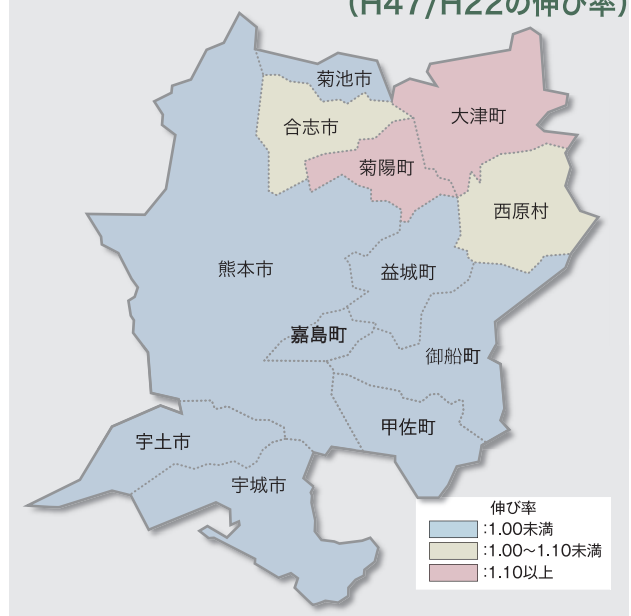 (H47/H22の伸び率)
菊池市
大津町
合志市
菊陽町
西原村
熊本市
益城町
嘉島町
御船町
甲佐町
宇土市
宇城市
伸び率
:1.00未満
:1.00～1.10未満
:1.10以上